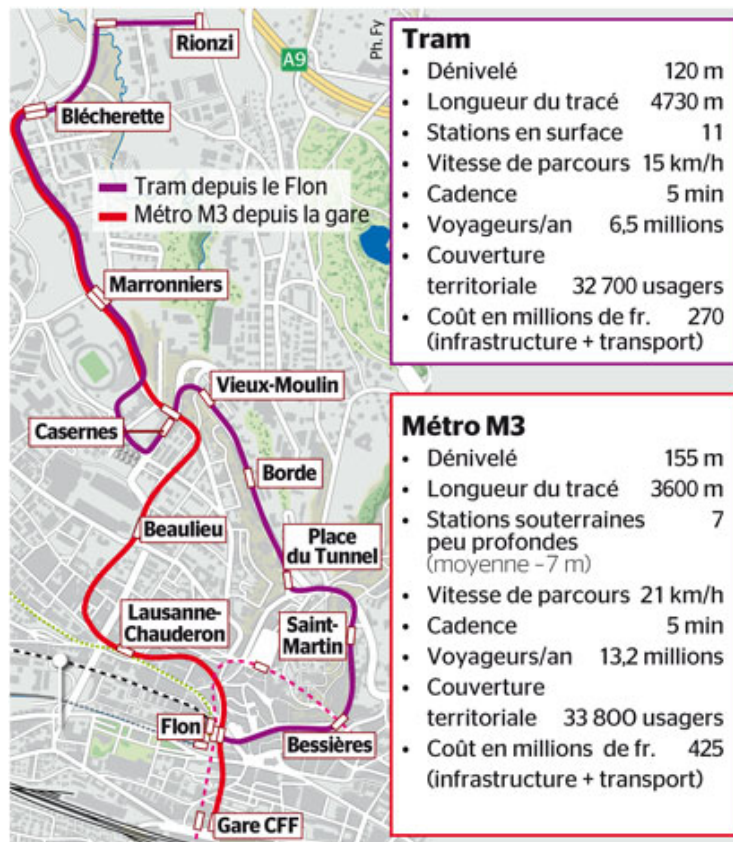 Rionzi
A9
Ph. Fy
Blécherette
Tram depuis le Flon
Métro M3 depuis la gare
Marronniers
Vieux-Moulin
Casernes
Borde
Beaulieu
Place
du Tunnel
Lausanne-
Chauderon
Saint-
Martin
Flon
Bessières
Gare CFF
Tram
• Dénivelé 120 m
• Longueur du tracé 4730 m
• Stations en surface 11
• Vitesse de parcours 15 km/h
• Cadence 5 min
• Voyageurs/an 6,5 millions
• Couverture
territoriale 32 700 usagers
• Coût en millions de fr. 270
(infrastructure + transport)
Métro M3
• Dénivelé 155 m
• Longueur du tracé 3600 m
• Stations souterraines 7
peu profondes
(moyenne –7 m)
• Vitesse de parcours 21 km/h
• Cadence 5 min
• Voyageurs/an 13,2 millions
• Couverture
territoriale 33 800 usagers
• Coût en millions de fr. 425
(infrastructure + transport)